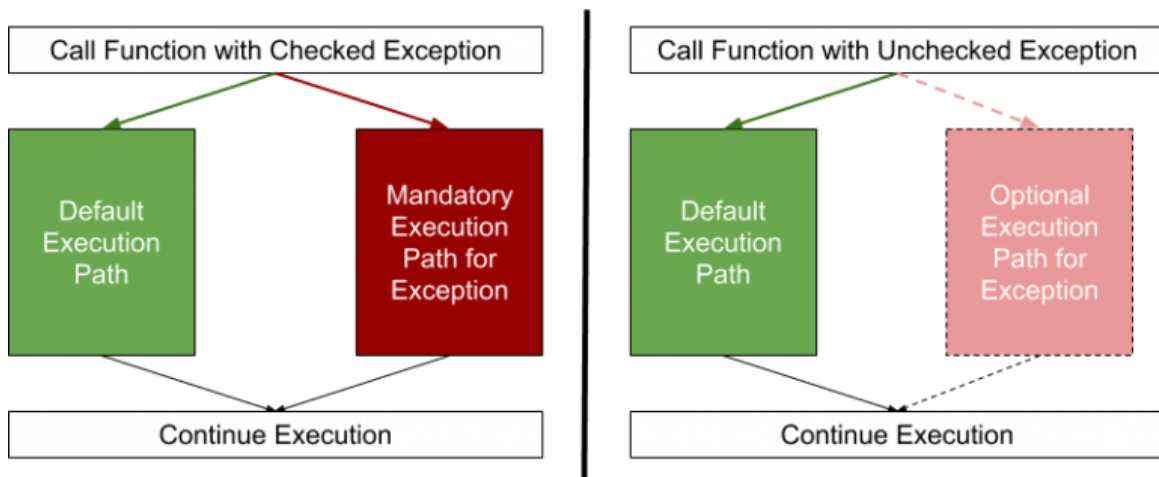 Call Function with Checked Exception
Default
Execution
Path
Mandatory
Execution
Path for
Exception
Continue Execution
Call Function with Unchecked Exception
Default
Execution
Path
Optional
Execution
Path for
Exception
Continue Execution